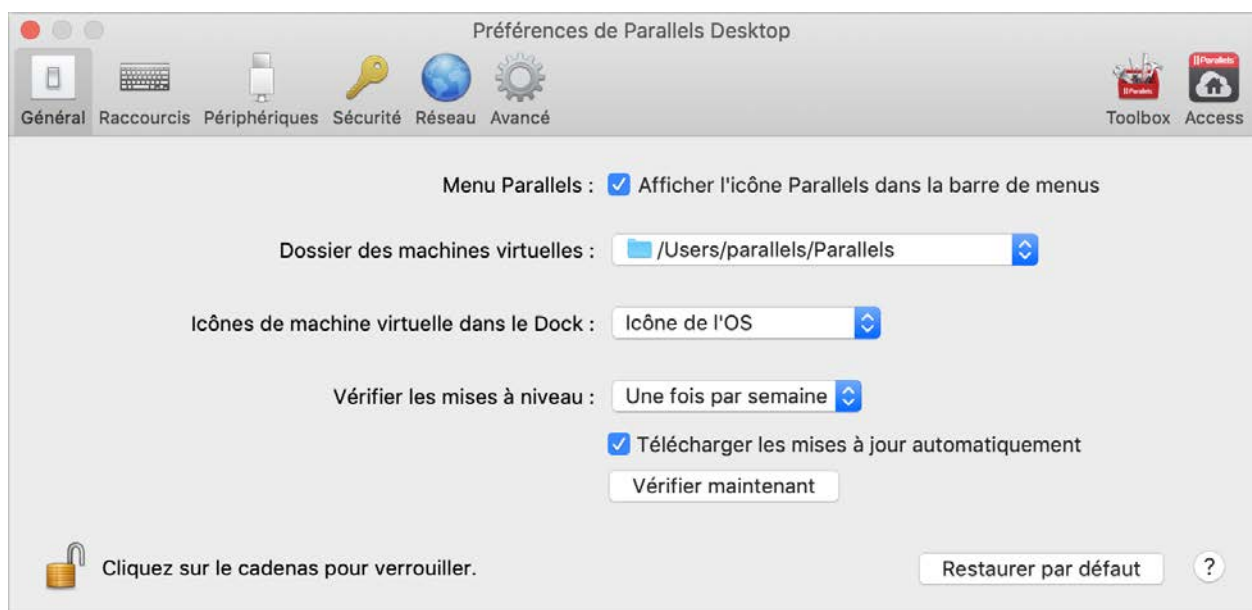 Préférences de Parallels Desktop
|| Parallels
|| Parallels
Général Raccourcis Périphériques Sécurité Réseau Avancé Toolbox Access
Menu Parallels : Afficher l'icône Parallels dans la barre de menus
Dossier des machines virtuelles : /Users/parallels/Parallels
Icônes de machine virtuelle dans le Dock : Icône de l'OS
Vérifier les mises à niveau : Une fois par semaine
Télécharger les mises à jour automatiquement
Vérifier maintenant
Cliquez sur le cadenas pour verrouiller. Restaurer par défaut ?